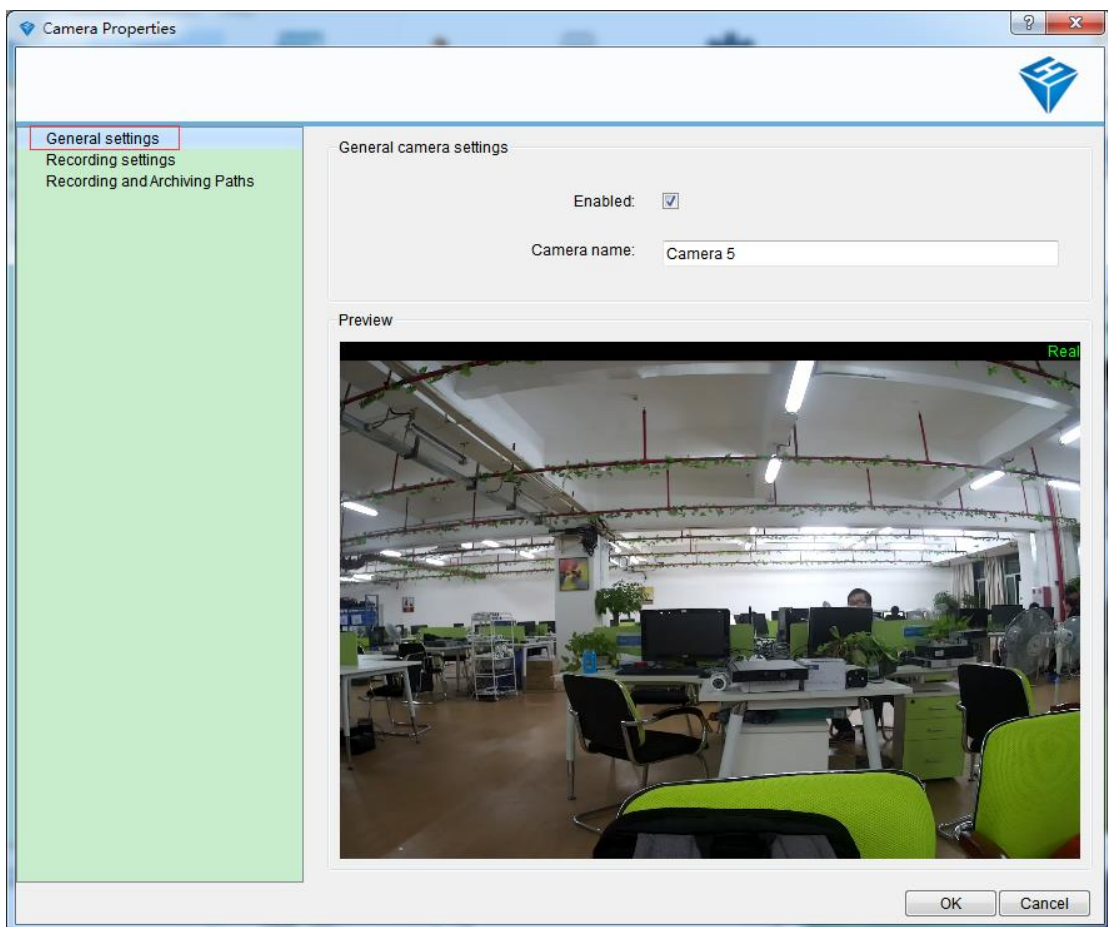 Camera Properties
?
X
General settings
Recording settings
Recording and Archiving Paths
General camera settings
Enabled:
Camera name:
Camera 5
Preview
Real
OK
Cancel